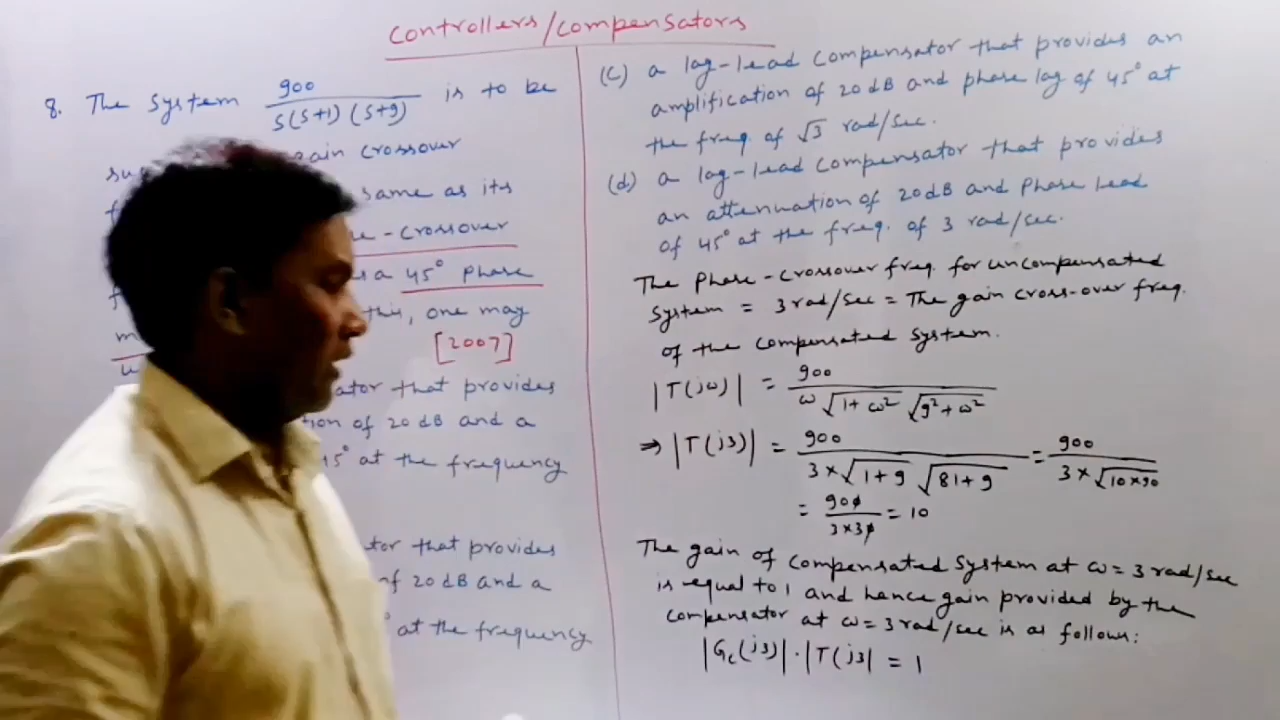 controllers/compensators
8. The system 900 / s(s+1)(s+9) is to be
gain crossover
same as its
-crossover
a 45° phase
this, one may
[2007]
that provides
of 20 dB and a
45° at the frequency
that provides
of 20 dB and a
at the frequency
(c) a lag-lead compensator that provides an
amplification of 20 dB and phase lag of 45° at
the freq. of √3 rad/sec.
(d) a lag-lead compensator that provides
an attenuation of 20 dB and phase lead
of 45° at the freq. of 3 rad/sec.
The phase-crossover freq. for uncompensated
system = 3 rad/sec = The gain cross-over freq.
of the compensated system.
|T(jω)| = 900 / ω √1+ω² √9²+ω²
⇒ |T(j3)| = 900 / 3×√1+9 √81+9 = 900 / 3×√10×90
= 900 / 3×30 = 10
The gain of compensated system at ω = 3 rad/sec
is equal to 1 and hence gain provided by the
compensator at ω = 3 rad/sec is as follows:
|Gc(j3)| · |T(j3| = 1